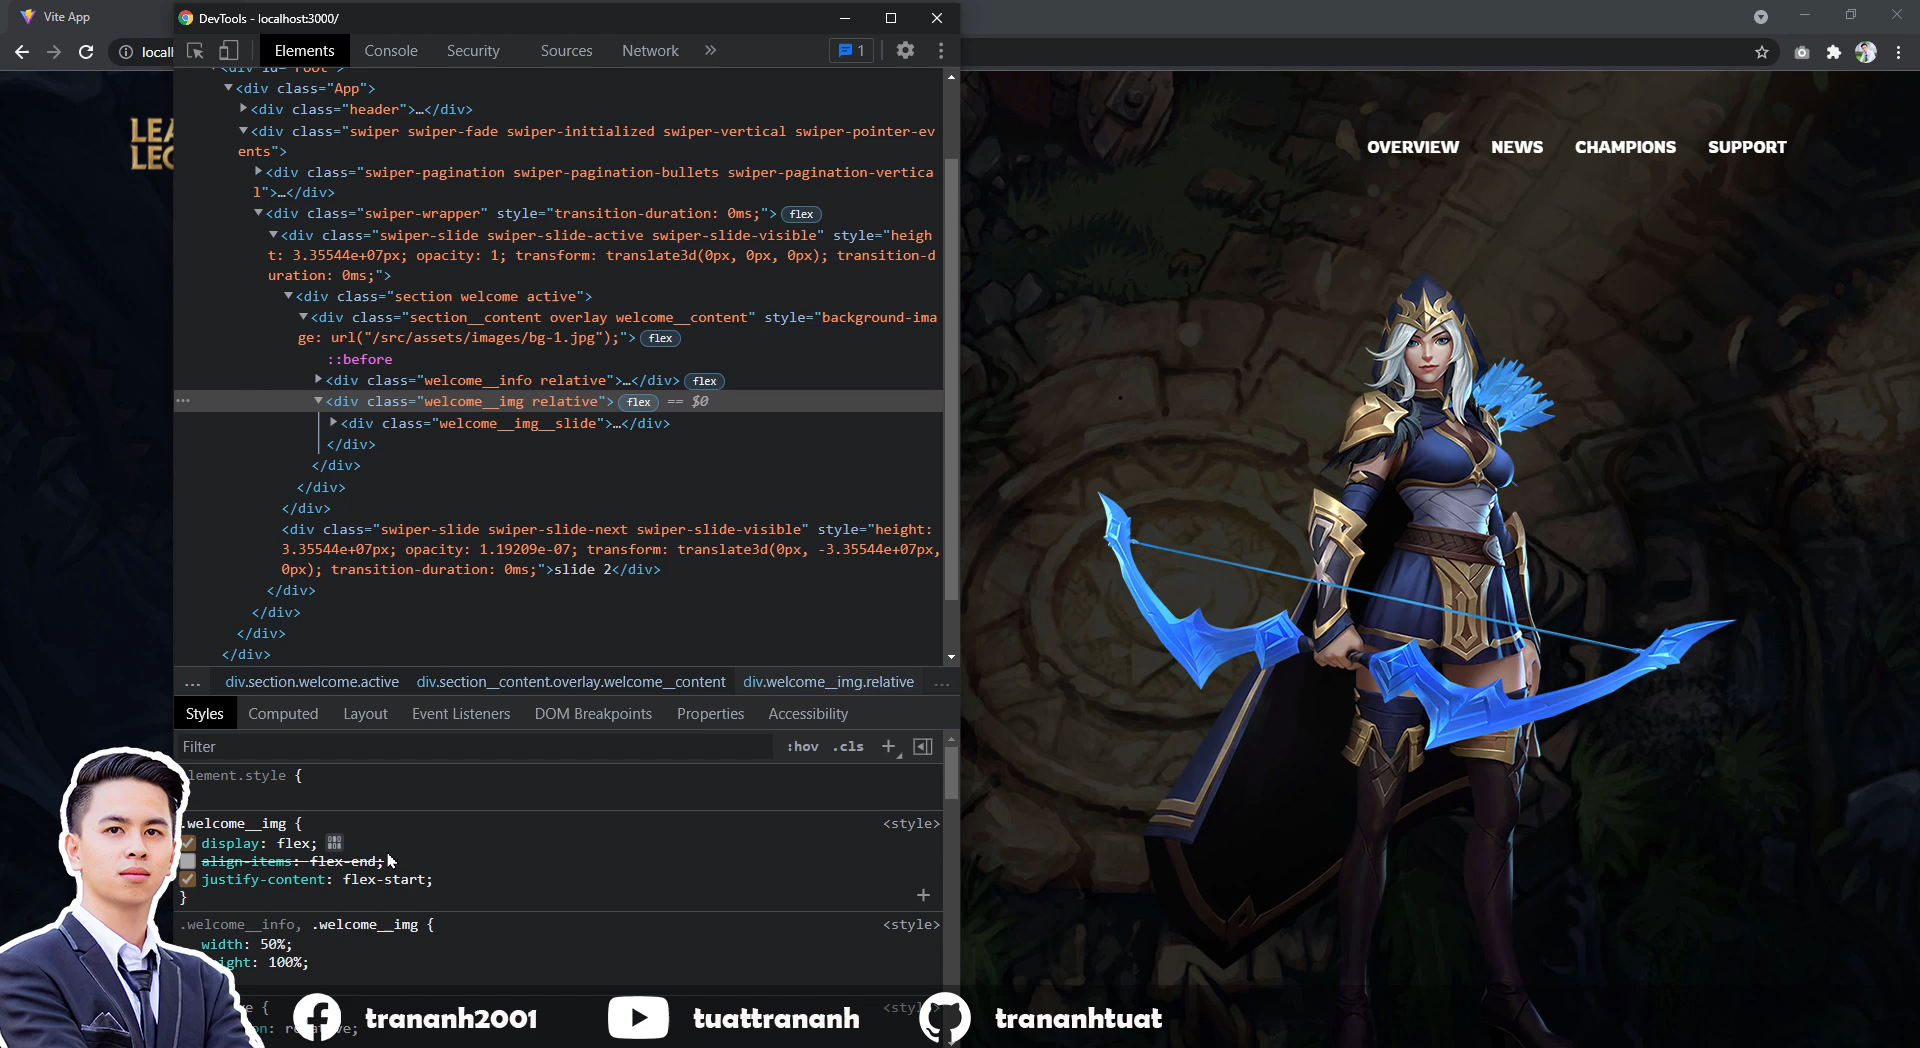 Vite App
DevTools - localhost:3000/
locall
Elements Console Security Sources Network » 1
<div id="root">
<div class="App">
<div class="header">…</div>
<div class="swiper swiper-fade swiper-initialized swiper-vertical swiper-pointer-ev
ents">
<div class="swiper-pagination swiper-pagination-bullets swiper-pagination-vertica
l">…</div>
<div class="swiper-wrapper" style="transition-duration: 0ms;"> flex
<div class="swiper-slide swiper-slide-active swiper-slide-visible" style="heigh
t: 3.35544e+07px; opacity: 1; transform: translate3d(0px, 0px, 0px); transition-d
uration: 0ms;">
<div class="section welcome active">
<div class="section__content overlay welcome__content" style="background-ima
ge: url("/src/assets/images/bg-1.jpg");"> flex
::before
<div class="welcome__info relative">…</div> flex
<div class="welcome__img relative"> flex == $0
<div class="welcome__img__slide">…</div>
</div>
</div>
</div>
</div>
<div class="swiper-slide swiper-slide-next swiper-slide-visible" style="height:
3.35544e+07px; opacity: 1.19209e-07; transform: translate3d(0px, -3.35544e+07px,
0px); transition-duration: 0ms;">slide 2</div>
</div>
</div>
</div>
</div>
... div.section.welcome.active div.section__content.overlay.welcome__content div.welcome__img.relative ...
Styles Computed Layout Event Listeners DOM Breakpoints Properties Accessibility
Filter :hov .cls +
lement.style {
.welcome__img { <style>
display: flex;
align-items: flex-end;
justify-content: flex-start;
}
.welcome__info, .welcome__img { <style>
width: 50%;
ight: 100%;
LEA
LEG
OVERVIEW NEWS CHAMPIONS SUPPORT
trananh2001 tuattrananh trananhtuat